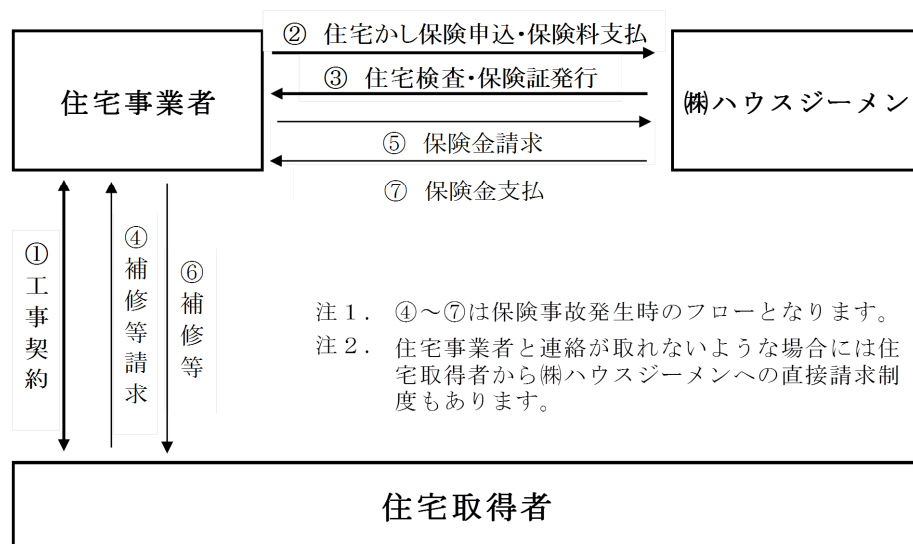 ② 住宅かし保険申込・保険料支払
③ 住宅検査・保険証発行
住宅事業者
㈱ハウスジーメン
⑤ 保険金請求
⑦ 保険金支払
①工事契約
④補修等請求
⑥補修等
注１． ④～⑦は保険事故発生時のフローとなります。
注２． 住宅事業者と連絡が取れないような場合には住
宅取得者から㈱ハウスジーメンへの直接請求制
度もあります。
住宅取得者